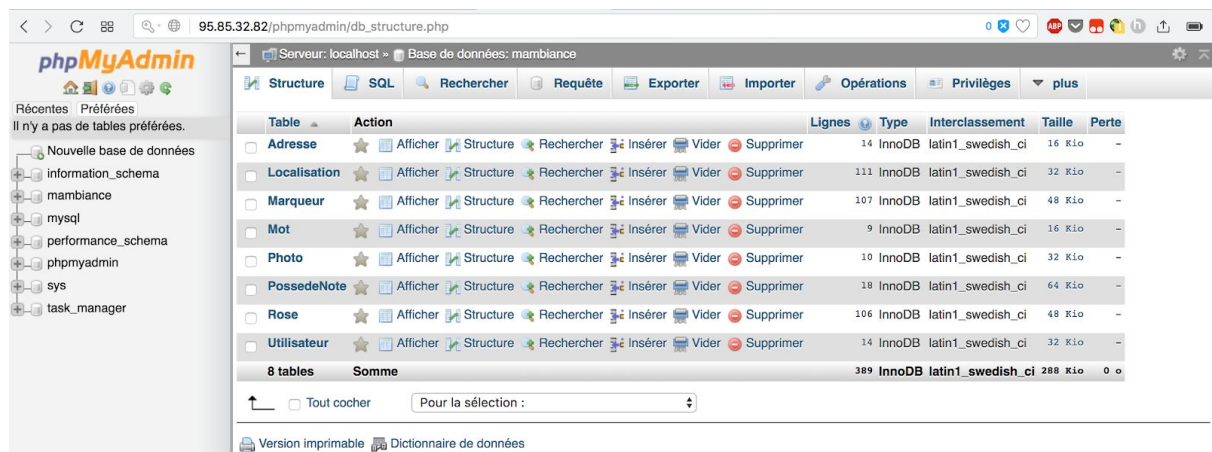 95.85.32.82/phpmyadmin/db_structure.php
0
ABP
phpMyAdmin
Récentes Préférées
Il n'y a pas de tables préférées.
Nouvelle base de données
information_schema
mambiance
mysql
performance_schema
phpmyadmin
sys
task_manager
Serveur: localhost » Base de données: mambiance
Structure SQL Rechercher Requête Exporter Importer Opérations Privilèges plus
Table Action Lignes Type Interclassement Taille Perte
Adresse Afficher Structure Rechercher Insérer Vider Supprimer 14 InnoDB latin1_swedish_ci 16 Kio -
Localisation Afficher Structure Rechercher Insérer Vider Supprimer 111 InnoDB latin1_swedish_ci 32 Kio -
Marqueur Afficher Structure Rechercher Insérer Vider Supprimer 107 InnoDB latin1_swedish_ci 48 Kio -
Mot Afficher Structure Rechercher Insérer Vider Supprimer 9 InnoDB latin1_swedish_ci 16 Kio -
Photo Afficher Structure Rechercher Insérer Vider Supprimer 10 InnoDB latin1_swedish_ci 32 Kio -
PossedeNote Afficher Structure Rechercher Insérer Vider Supprimer 18 InnoDB latin1_swedish_ci 64 Kio -
Rose Afficher Structure Rechercher Insérer Vider Supprimer 106 InnoDB latin1_swedish_ci 48 Kio -
Utilisateur Afficher Structure Rechercher Insérer Vider Supprimer 14 InnoDB latin1_swedish_ci 32 Kio -
8 tables Somme 389 InnoDB latin1_swedish_ci 288 Kio 0 o
Tout cocher Pour la sélection :
Version imprimable Dictionnaire de données